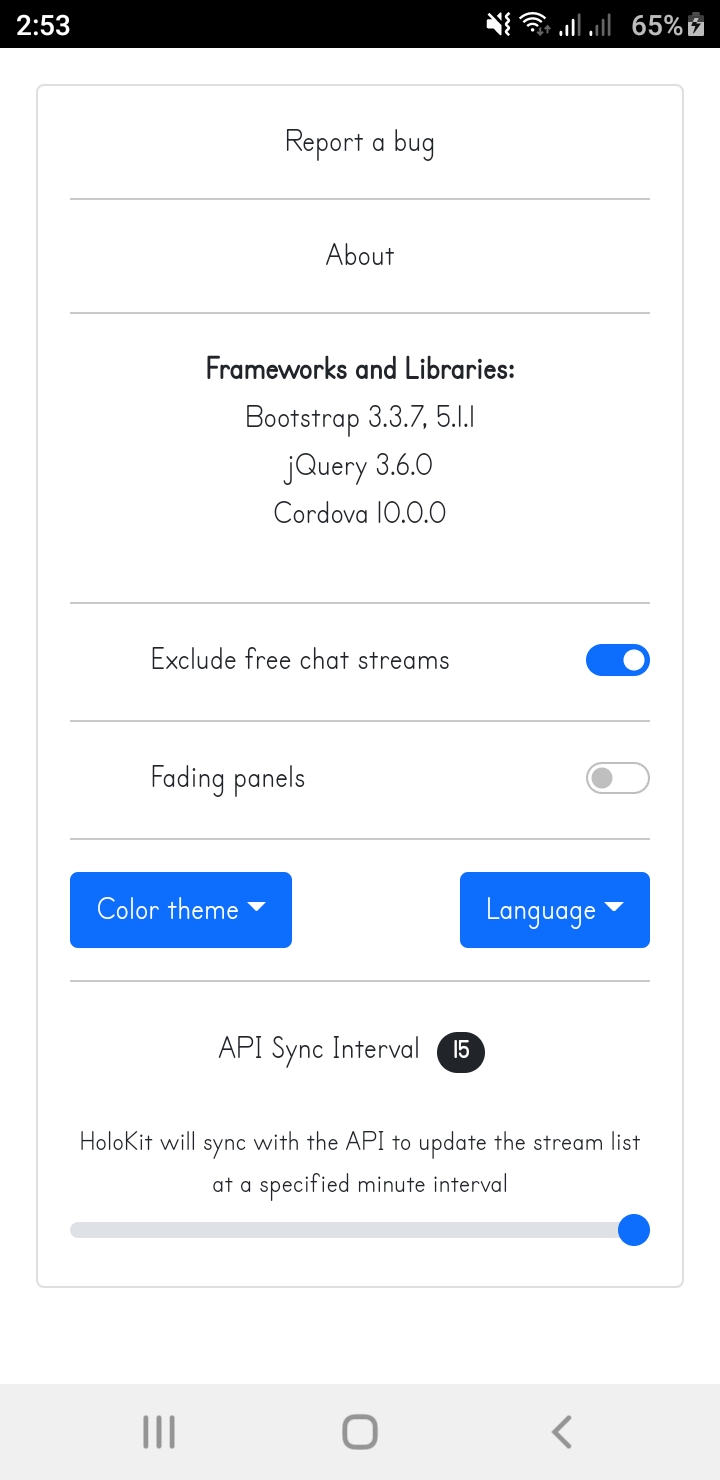 2:53
65%
Report a bug
About
Frameworks and Libraries:
Bootstrap 3.3.7, 5.1.1
jQuery 3.6.0
Cordova 10.0.0
Exclude free chat streams
Fading panels
Color theme
Language
API Sync Interval 15
HoloKit will sync with the API to update the stream list
at a specified minute interval